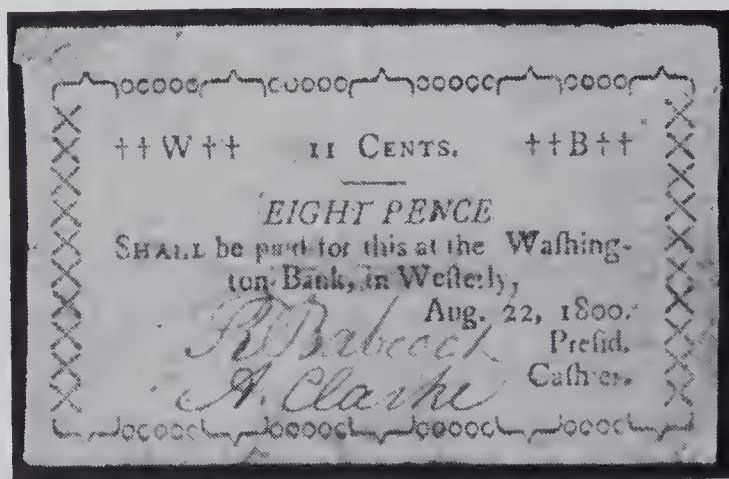 †† W †† 11 CENTS. †† B ††
EIGHT PENCE
SHALL be paid for this at the Waſhing-
ton Bank, in Weſterly,
Aug. 22, 1800.
R Babcock Preſid.
A. Clarke Caſhier.